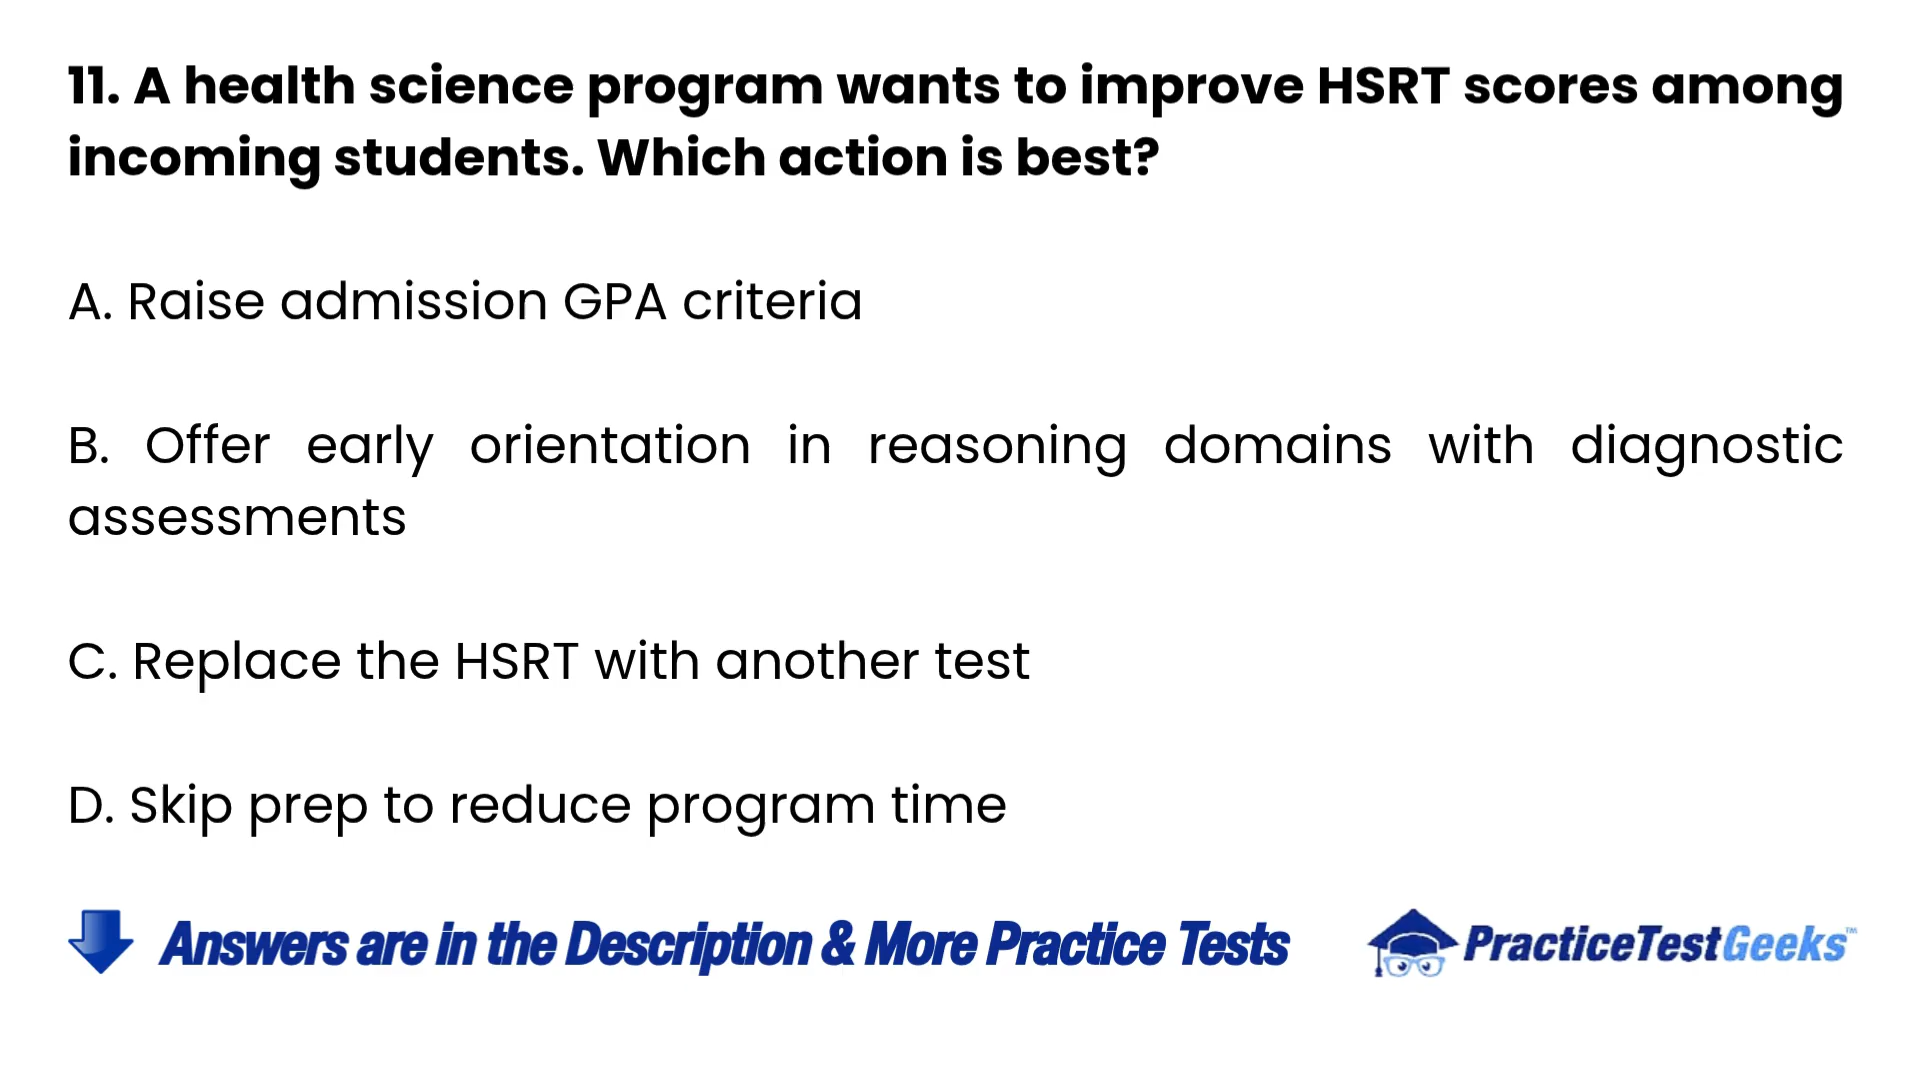 11. A health science program wants to improve HSRT scores among
incoming students. Which action is best?
A. Raise admission GPA criteria
B. Offer early orientation in reasoning domains with diagnostic
assessments
C. Replace the HSRT with another test
D. Skip prep to reduce program time
Answers are in the Description & More Practice Tests
PracticeTestGeeks™